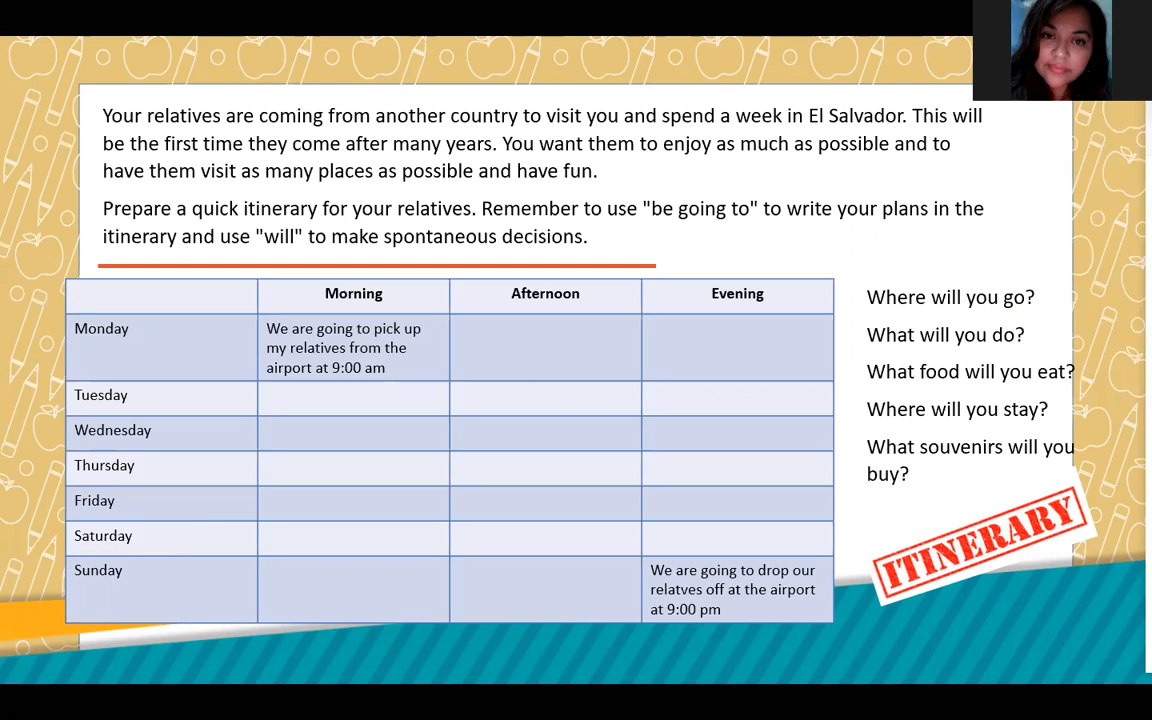 Your relatives are coming from another country to visit you and spend a week in El Salvador. This will
be the first time they come after many years. You want them to enjoy as much as possible and to
have them visit as many places as possible and have fun.
Prepare a quick itinerary for your relatives. Remember to use "be going to" to write your plans in the
itinerary and use "will" to make spontaneous decisions.
Morning
Afternoon
Evening
Monday
We are going to pick up
my relatives from the
airport at 9:00 am
Tuesday
Wednesday
Thursday
Friday
Saturday
Sunday
We are going to drop our
relatves off at the airport
at 9:00 pm
Where will you go?
What will you do?
What food will you eat?
Where will you stay?
What souvenirs will you
buy?
ITINERARY